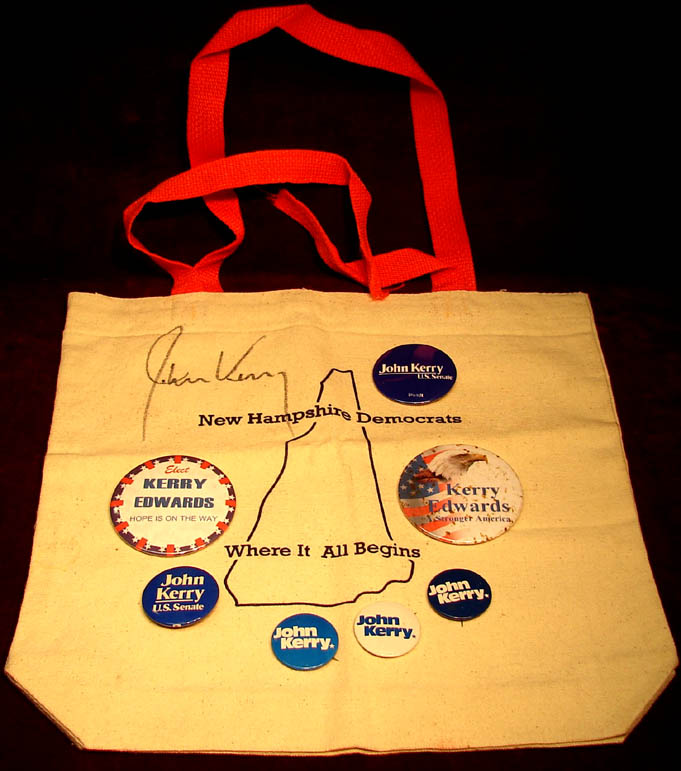 John Kerry
John Kerry
U.S. Senate
New Hampshire Democrats
Elect
KERRY
EDWARDS
HOPE IS ON THE WAY
Kerry
Edwards
A Stronger America
Where It All Begins
John
Kerry
U.S. Senate
John
Kerry
John
Kerry
John
Kerry